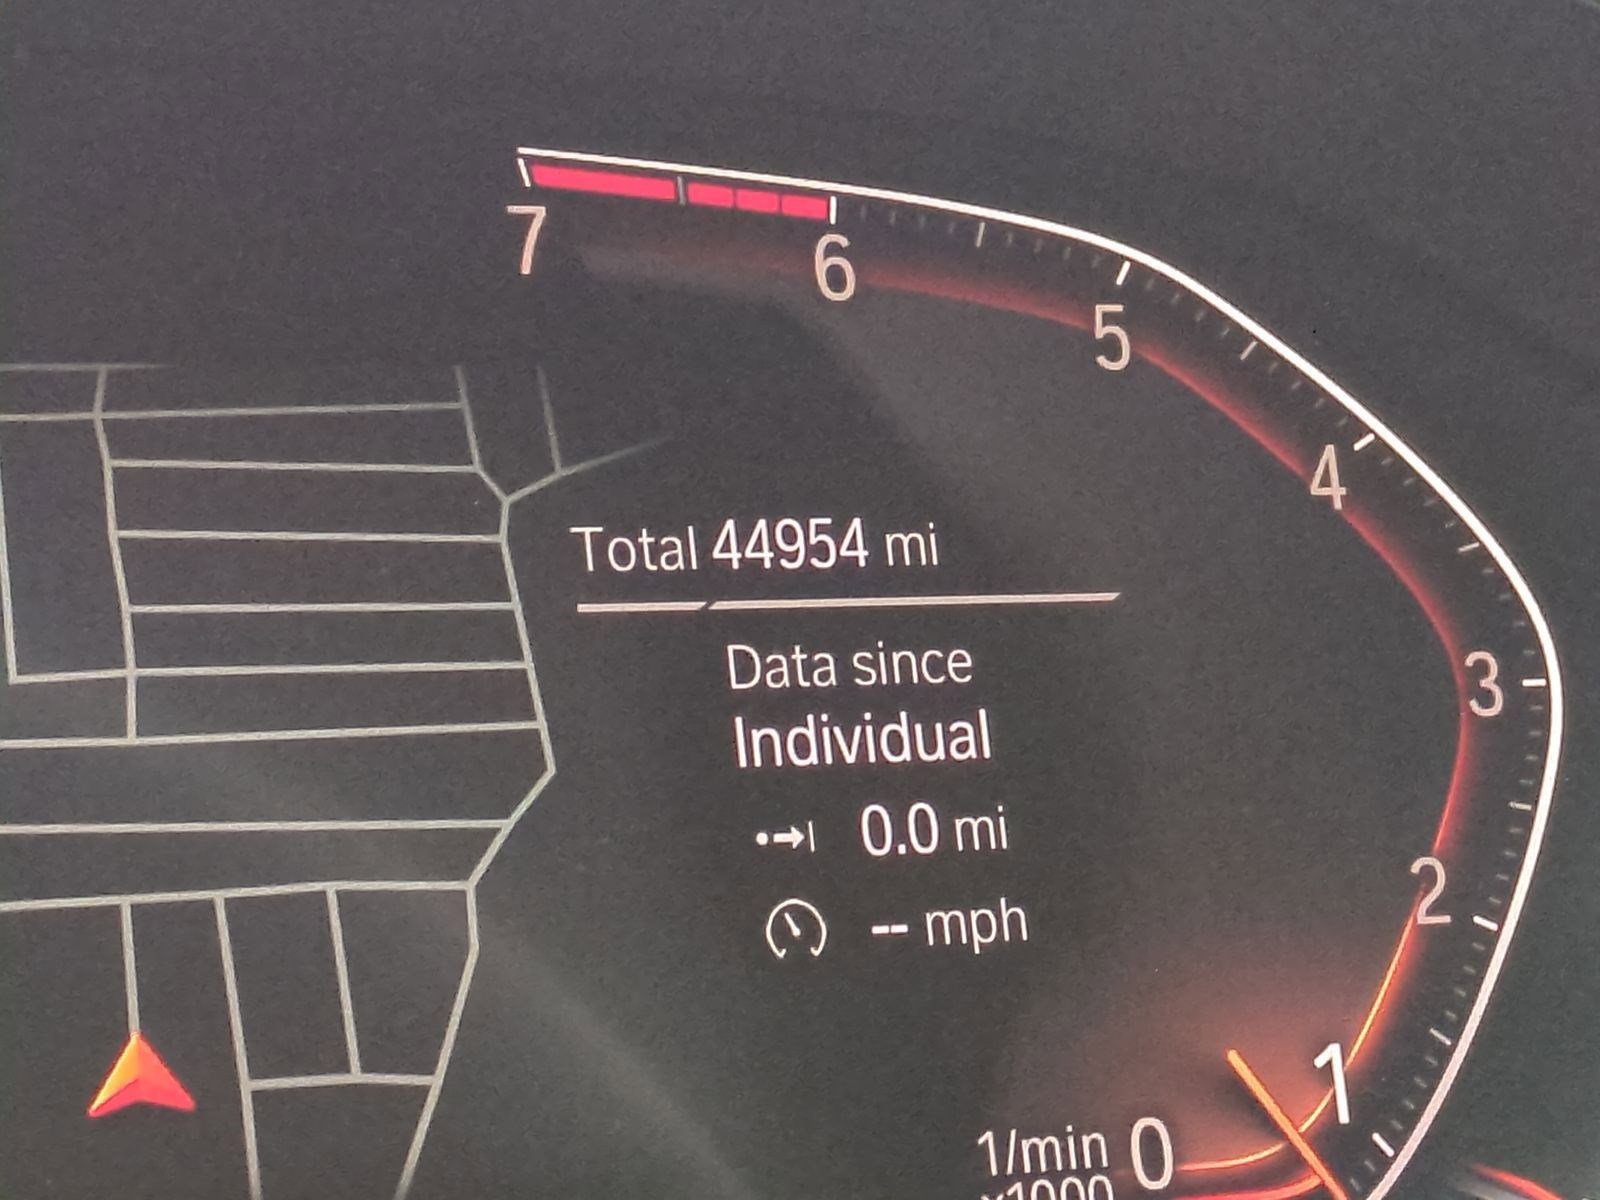 7
6
5
4
Total 44954 mi
Data since
3
Individual
0.0 mi
2
-- mph
1
1/min 0
x1000